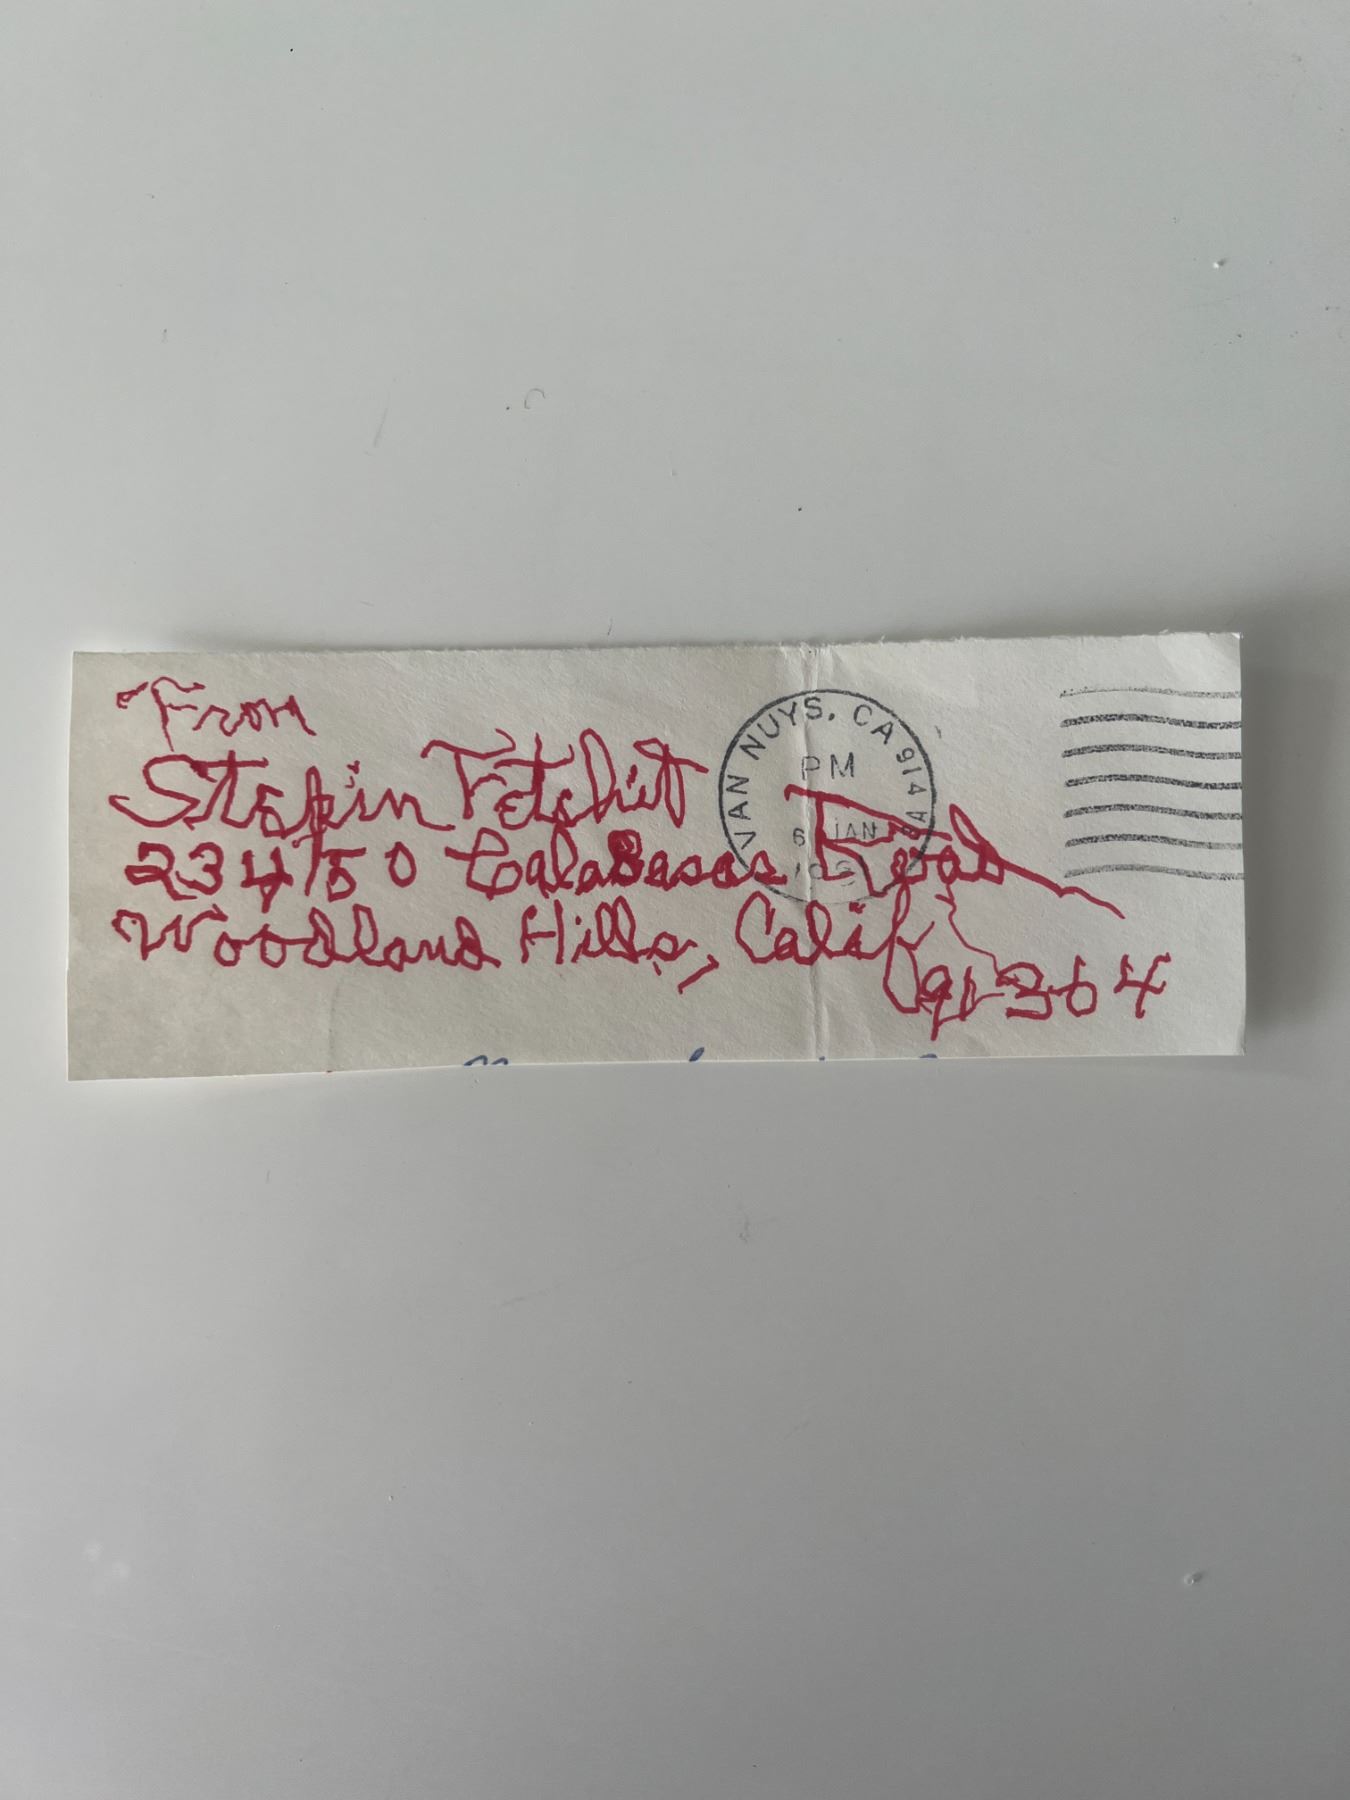 From
Stepin Fetchit
23450 Calabasas Road
Woodland Hills, Calif
91364
VAN NUYS, CA 914
PM
6 JAN